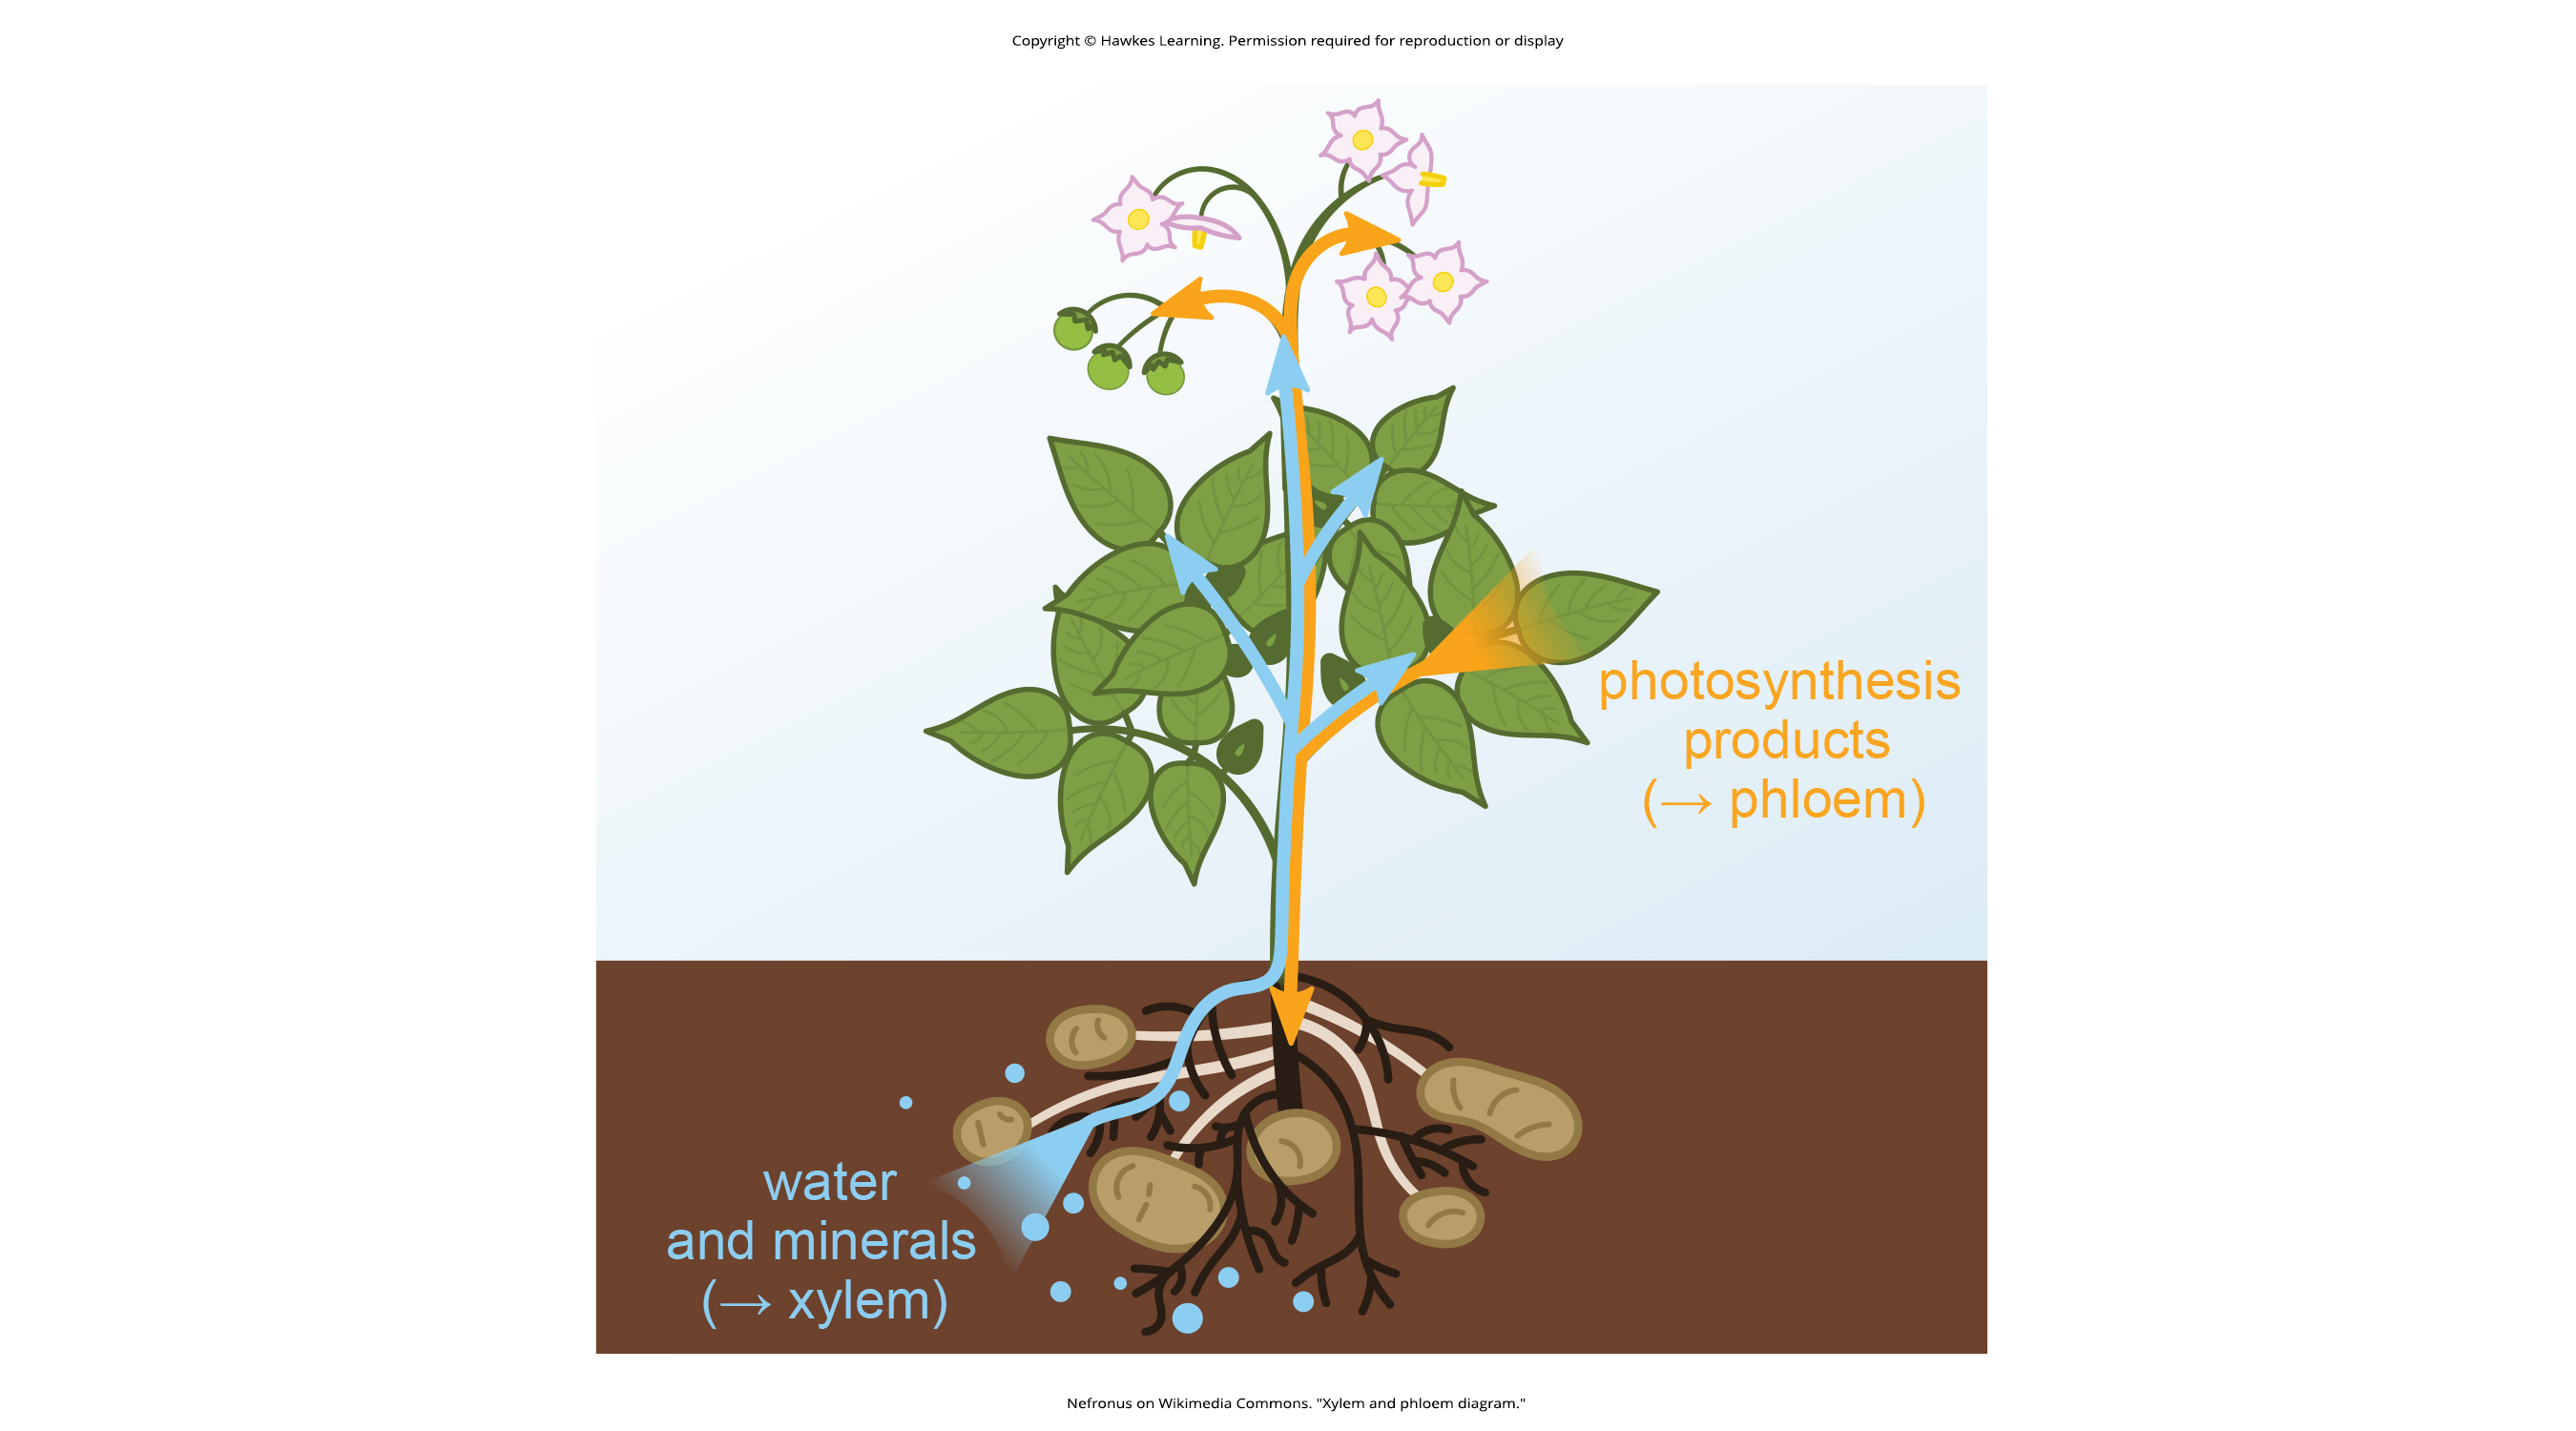 Copyright © Hawkes Learning. Permission required for reproduction or display
photosynthesis
products
(→ phloem)
water
and minerals
(→ xylem)
Nefronus on Wikimedia Commons. "Xylem and phloem diagram."